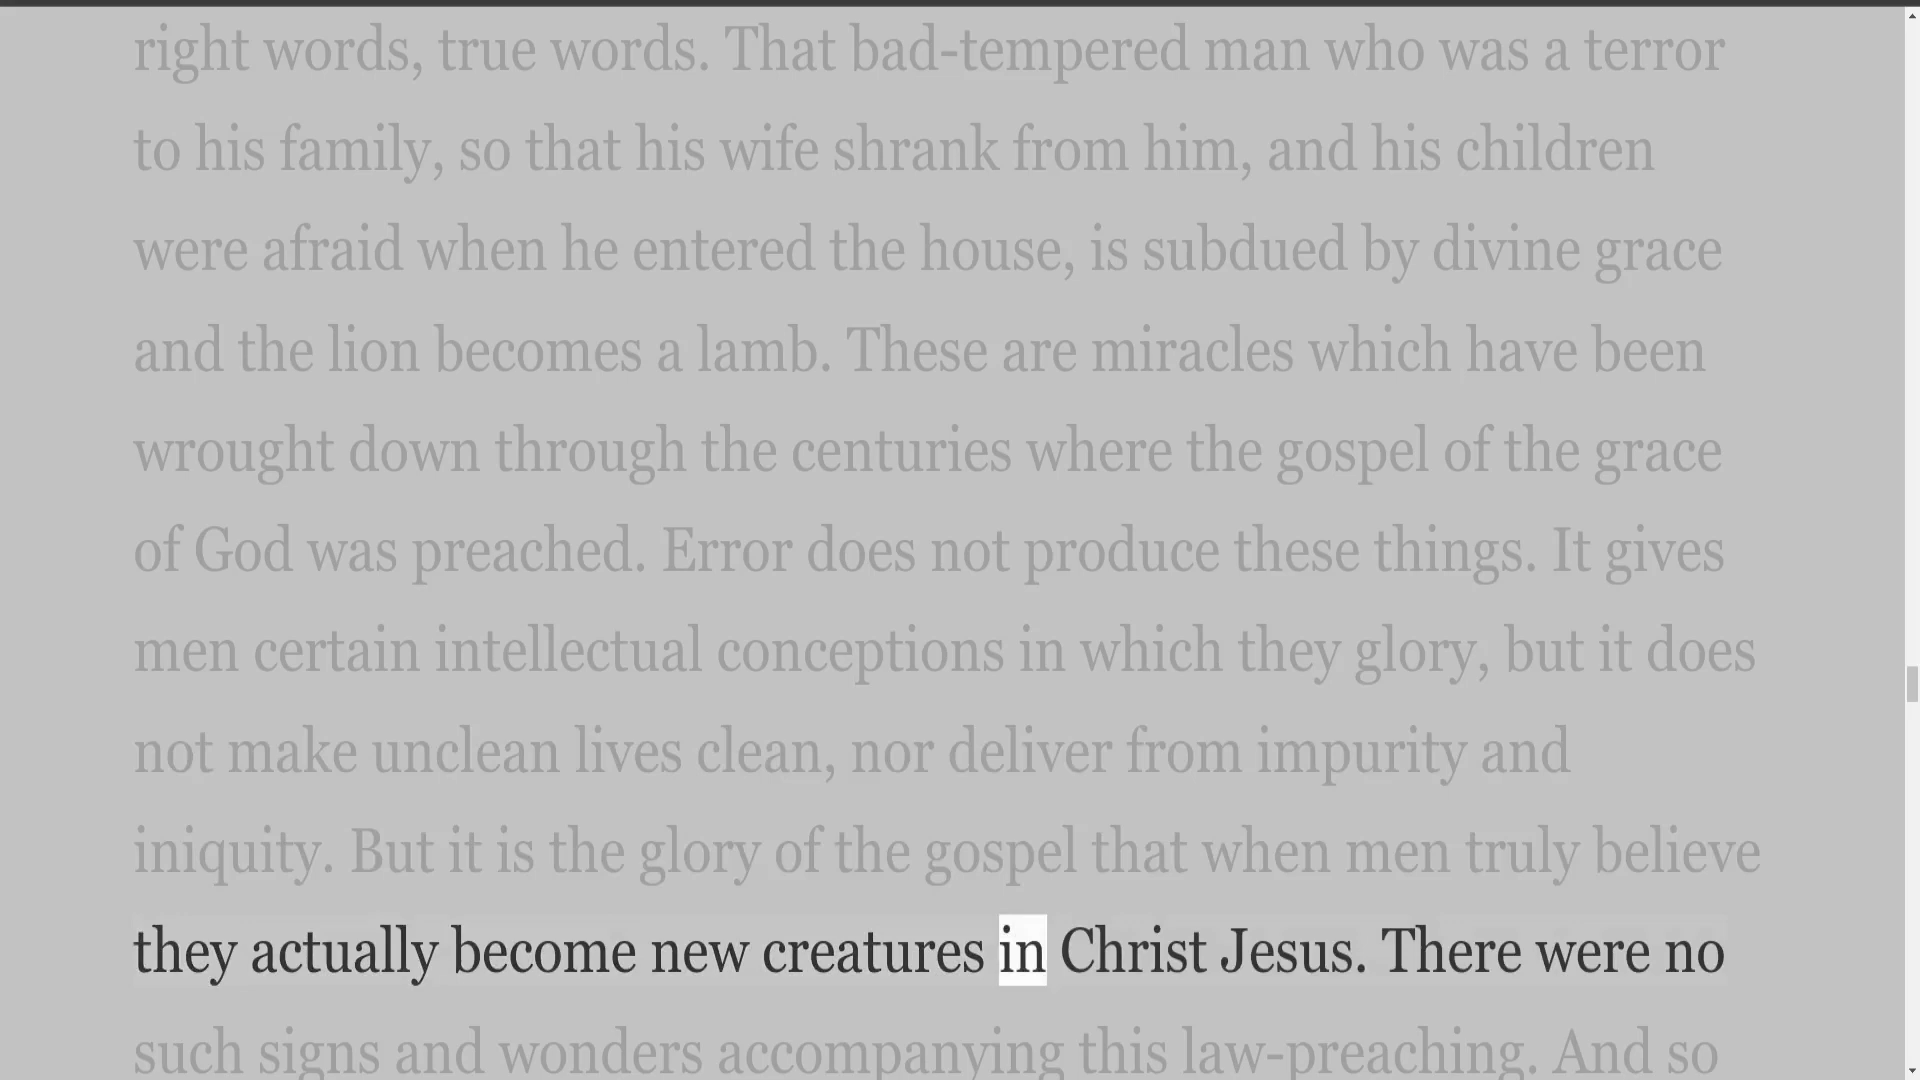 right words, true words. That bad-tempered man who was a terror
to his family, so that his wife shrank from him, and his children
were afraid when he entered the house, is subdued by divine grace
and the lion becomes a lamb. These are miracles which have been
wrought down through the centuries where the gospel of the grace
of God was preached. Error does not produce these things. It gives
men certain intellectual conceptions in which they glory, but it does
not make unclean lives clean, nor deliver from impurity and
iniquity. But it is the glory of the gospel that when men truly believe
they actually become new creatures in Christ Jesus. There were no
such signs and wonders accompanying this law-preaching. And so